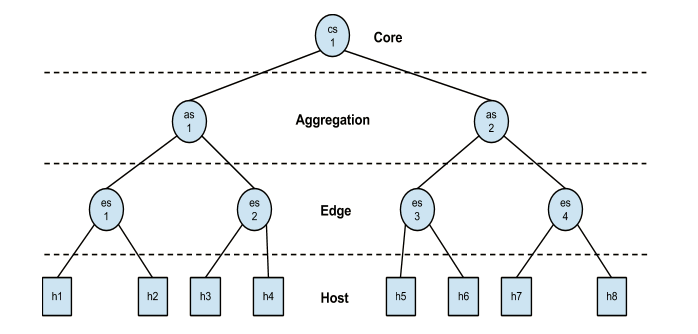 cs
1
Core
as
1
Aggregation
as
2
es
1
es
2
Edge
es
3
es
4
h1
h2
h3
h4
Host
h5
h6
h7
h8